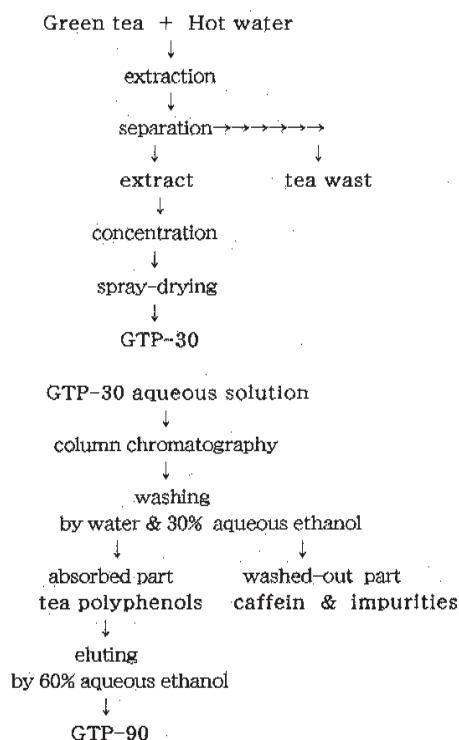 Green tea + Hot water
↓
extraction
↓
separation→→→→→→
↓ ↓
extract tea wast
↓
concentration
↓
spray-drying
↓
GTP-30
GTP-30 aqueous solution
↓
column chromatography
↓
washing
by water & 30% aqueous ethanol
↓ ↓
absorbed part washed-out part
tea polyphenols caffein & impurities
↓
eluting
by 60% aqueous ethanol
↓
GTP-90